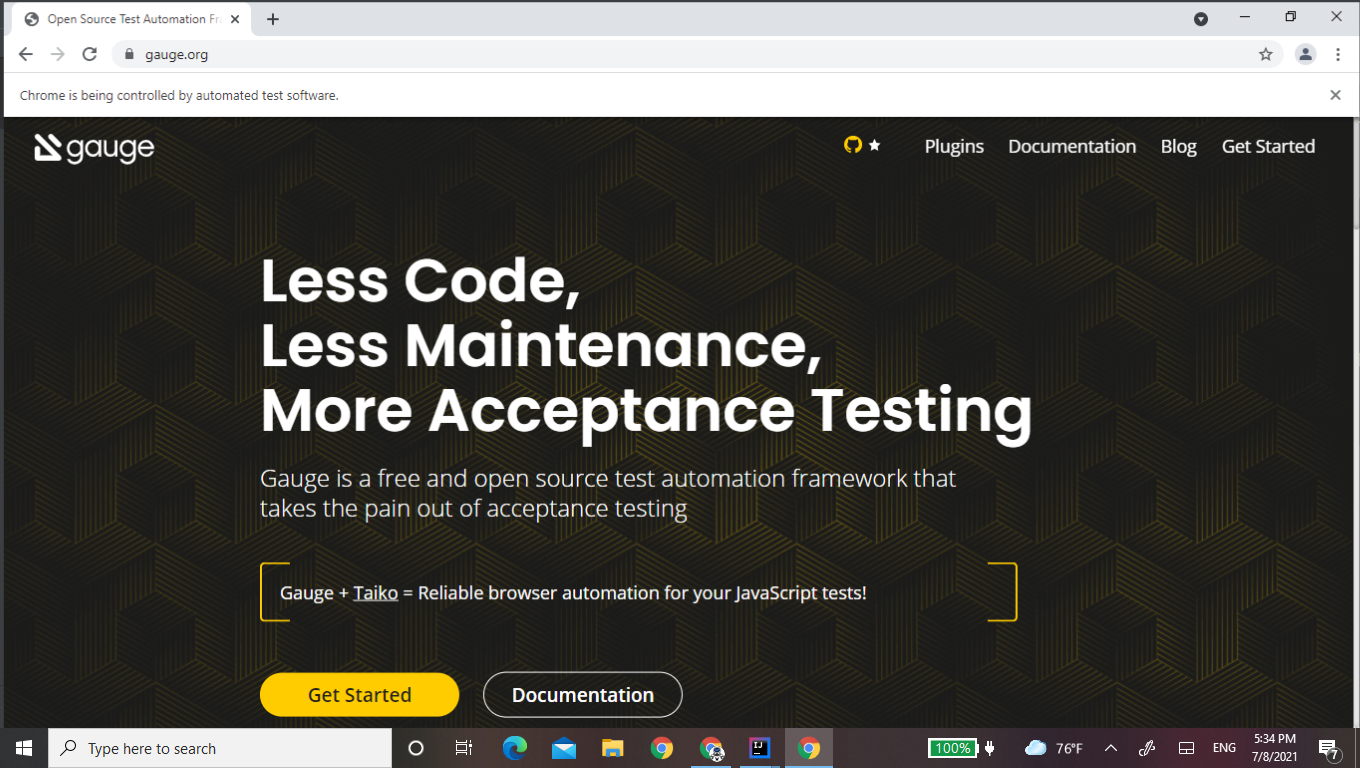 Open Source Test Automation Fr
gauge.org
Chrome is being controlled by automated test software.
gauge
Plugins
Documentation
Blog
Get Started
Less Code,
Less Maintenance,
More Acceptance Testing
Gauge is a free and open source test automation framework that
takes the pain out of acceptance testing
Gauge + Taiko = Reliable browser automation for your JavaScript tests!
Get Started
Documentation
Type here to search
IJ
100%
76°F
ENG
5:34 PM
7/8/2021
7